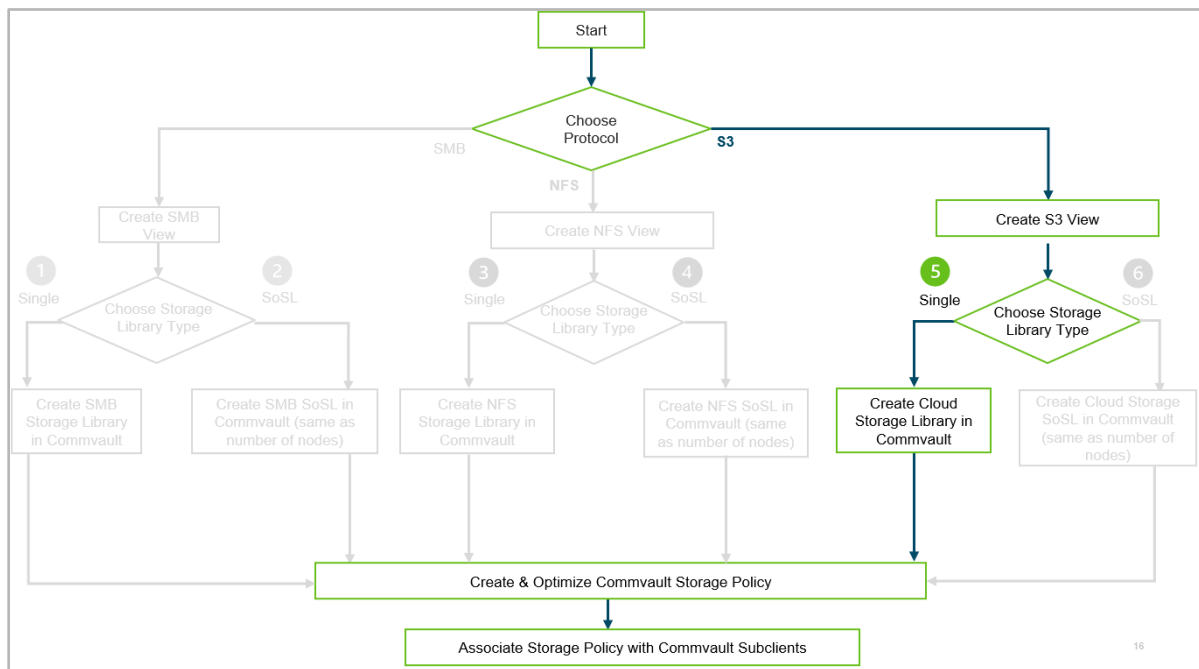 Start
Choose
Protocol
SMB
NFS
S3
Create SMB
View
Create NFS View
Create S3 View
1
Single
2
SoSL
Choose Storage
Library Type
3
Single
4
SoSL
Choose Storage
Library Type
5
Single
6
SoSL
Choose Storage
Library Type
Create SMB
Storage Library
in Commvault
Create SMB SoSL in
Commvault (same as
number of nodes)
Create NFS
Storage Library in
Commvault
Create NFS SoSL in
Commvault (same
as number of nodes)
Create Cloud
Storage Library in
Commvault
Create Cloud Storage
SoSL in Commvault
(same as number of
nodes)
Create & Optimize Commvault Storage Policy
Associate Storage Policy with Commvault Subclients
16